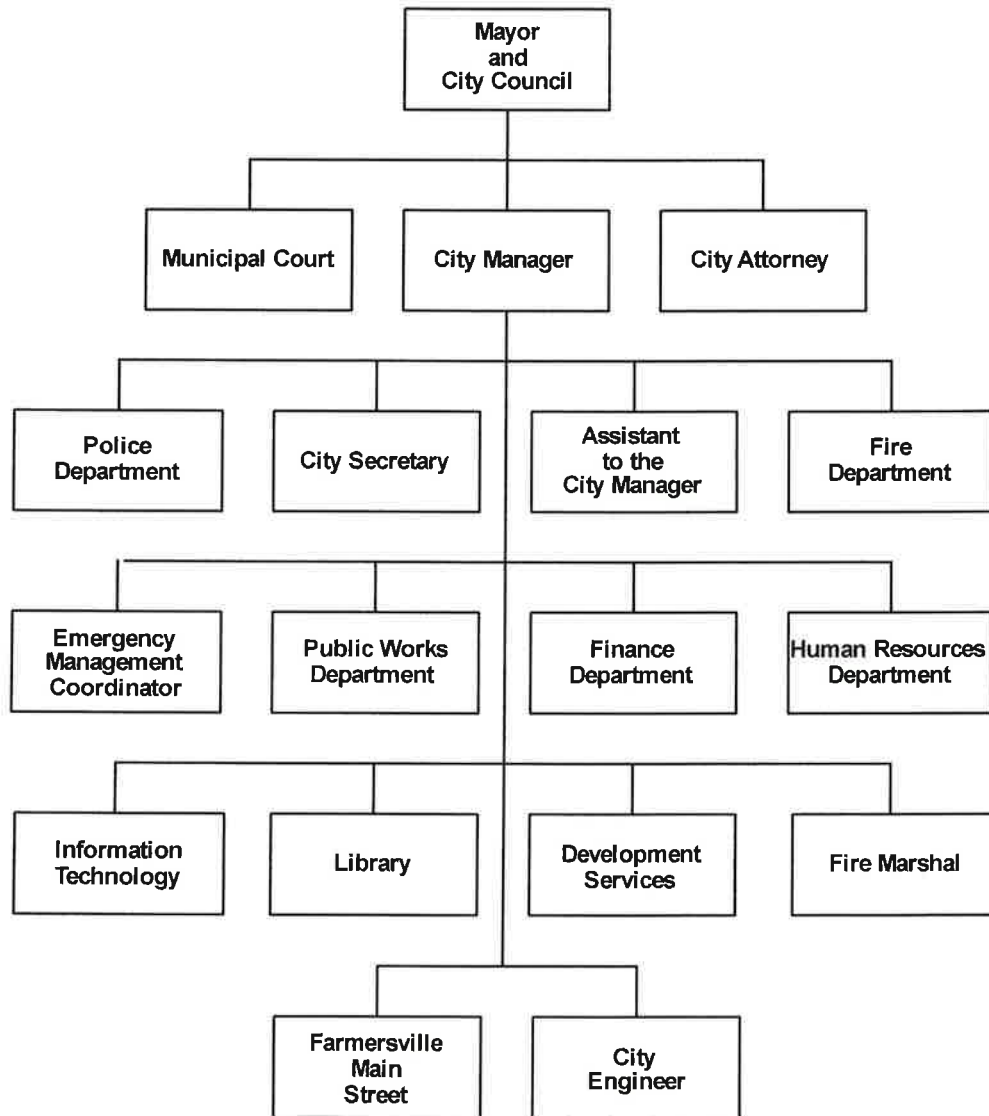 Mayor
and
City Council
Municipal Court
City Manager
City Attorney
Police
Department
City Secretary
Assistant
to the
City Manager
Fire
Department
Emergency
Management
Coordinator
Public Works
Department
Finance
Department
Human Resources
Department
Information
Technology
Library
Development
Services
Fire Marshal
Farmersville
Main
Street
City
Engineer